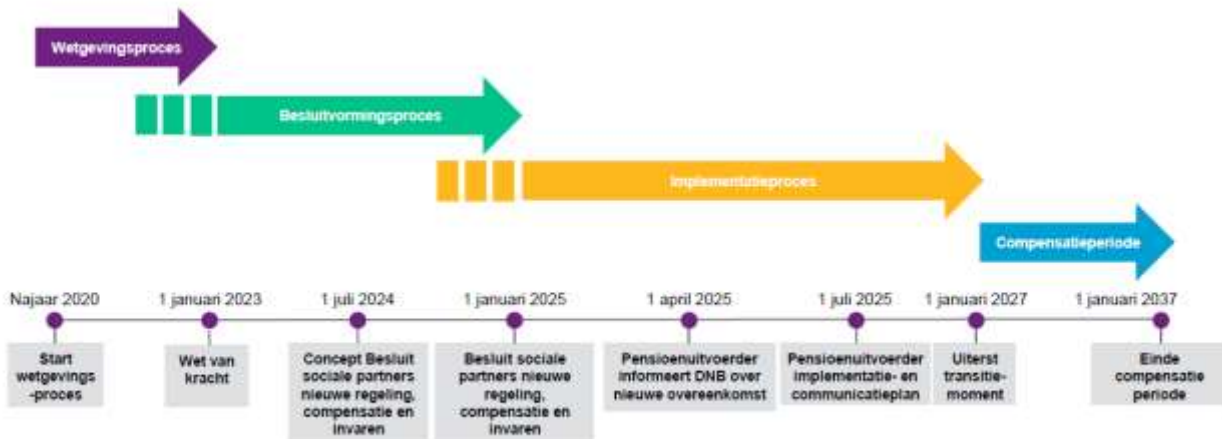 Wetgevingsproces
Besluitvormingsproces
Implementatieproces
Compensatieperiode
Najaar 2020
1 januari 2023
1 juli 2024
1 januari 2025
1 april 2025
1 juli 2025
1 januari 2027
1 januari 2037
Start
wetgevings
-proces
Wet van
kracht
Concept Besluit
sociale partners
nieuwe regeling,
compensatie en
invaren
Besluit sociale
partners nieuwe
regeling,
compensatie en
invaren
Pensioenuitvoerder
informeert DNB over
nieuwe overeenkomst
Pensioenuitvoerder
implementatie- en
communicatieplan
Uiterst
transitie-
moment
Einde
compensatie
periode